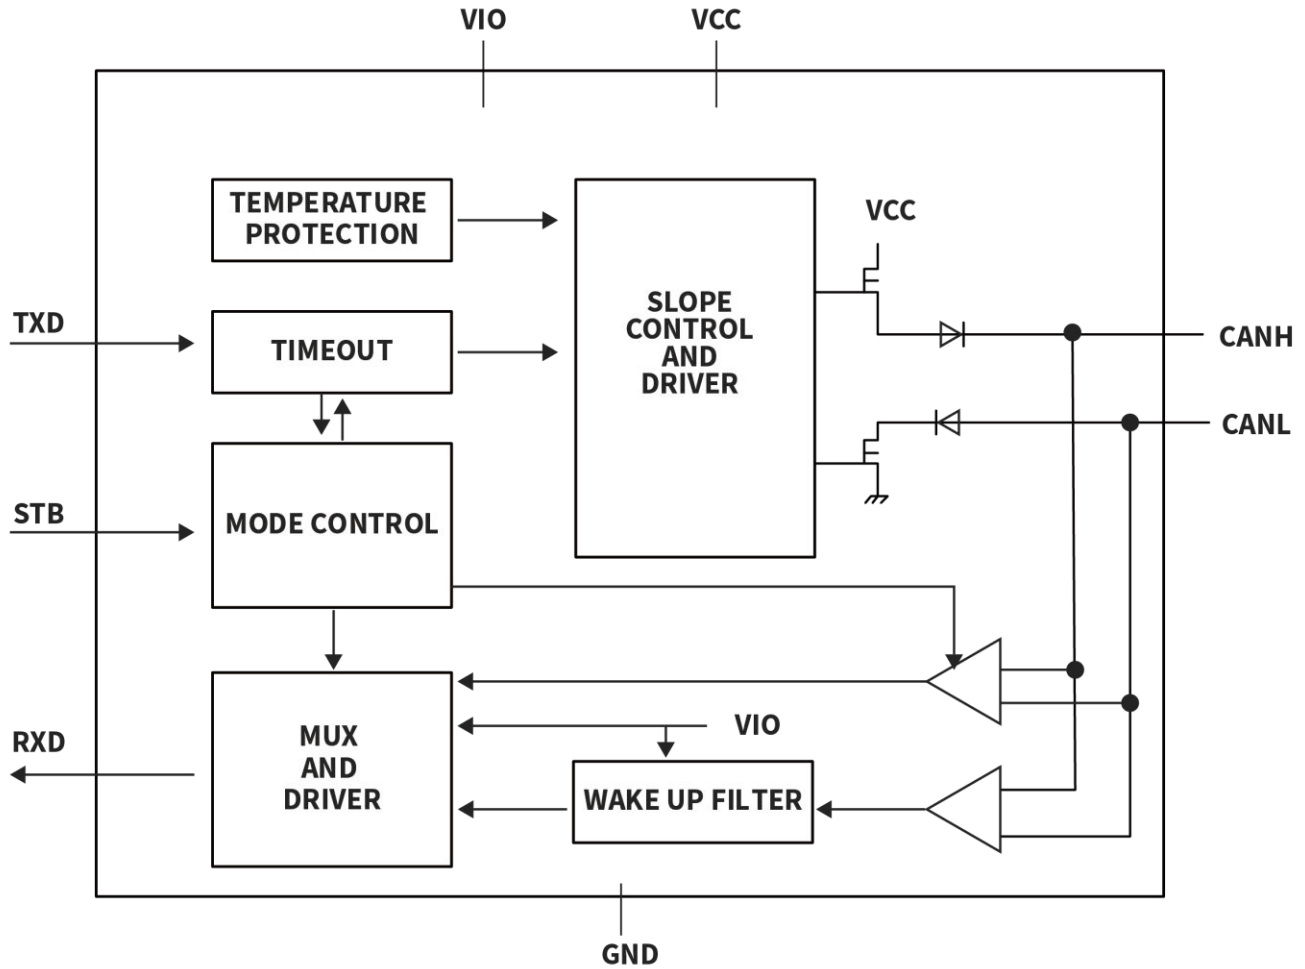 VIO
VCC
TEMPERATURE
PROTECTION
VCC
TXD
TIMEOUT
SLOPE
CONTROL
AND
DRIVER
CANH
CANL
STB
MODE CONTROL
RXD
MUX
AND
DRIVER
VIO
WAKE UP FILTER
GND